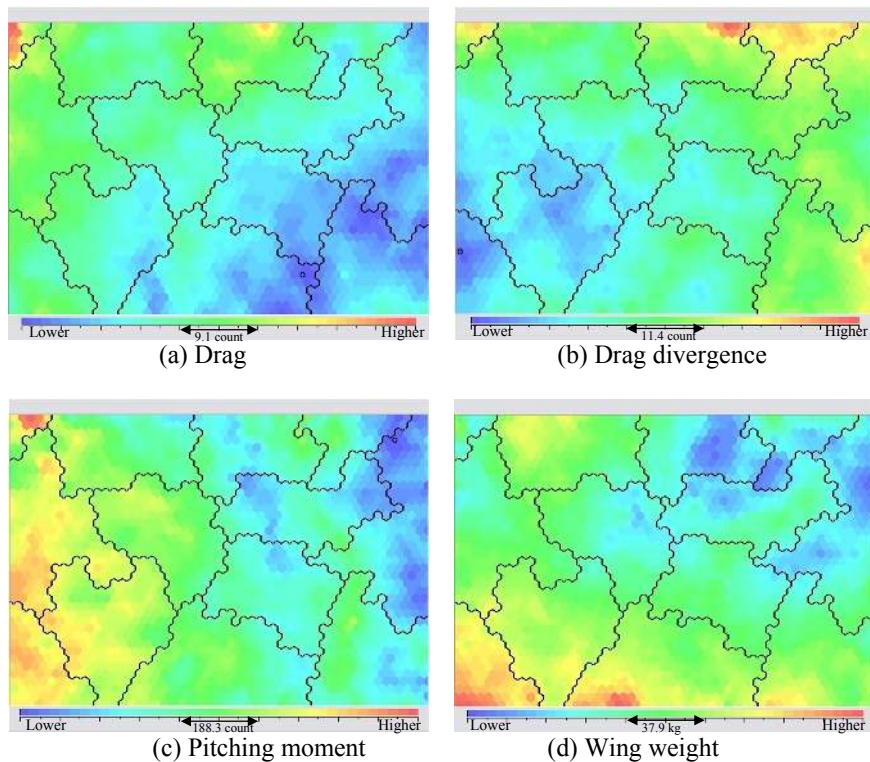 Lower 9.1 count Higher
(a) Drag
Lower 11.4 count Higher
(b) Drag divergence
Lower 188.3 count Higher
(c) Pitching moment
Lower 37.9 kg Higher
(d) Wing weight